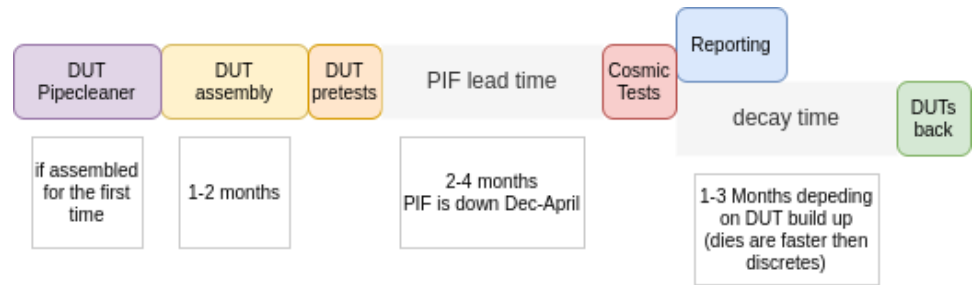 DUT
Pipecleaner
DUT
assembly
DUT
pretests
PIF lead time
Cosmic
Tests
Reporting
decay time
DUTs
back
if assembled
for the first
time
1-2 months
2-4 months
PIF is down Dec-April
1-3 Months depeding
on DUT build up
(dies are faster then
discretes)